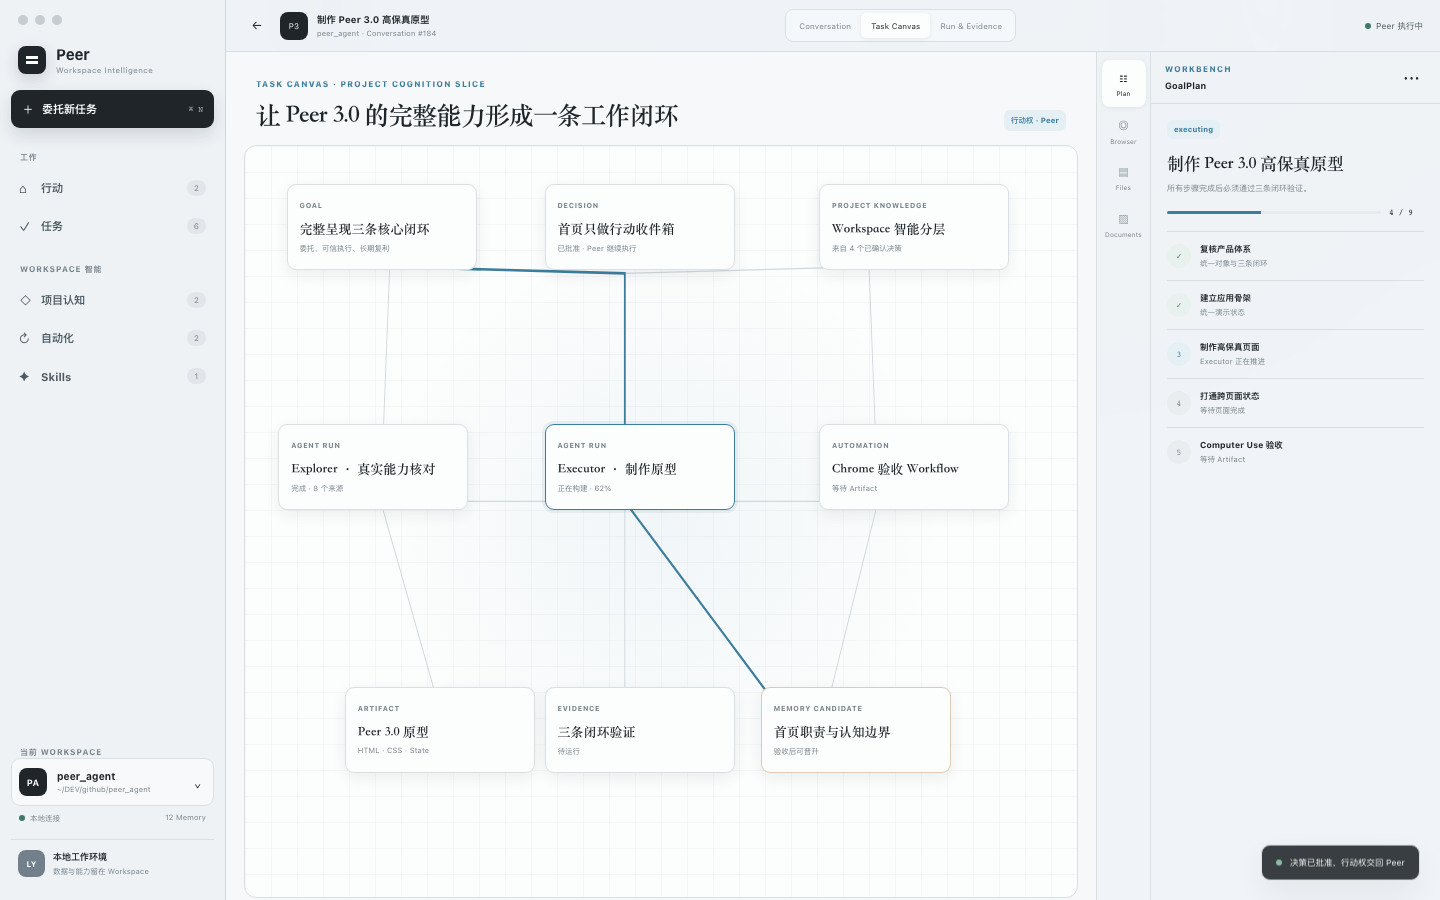 Peer
Workspace Intelligence
+ 委托新任务 ⌘ N
工作
行动 2
任务 6
WORKSPACE 智能
项目认知 2
自动化 2
Skills 1
当前 WORKSPACE
PA
peer_agent
~/DEV/github/peer_agent
本地连接 12 Memory
LY
本地工作环境
数据与能力留在 Workspace
←
P3
制作 Peer 3.0 高保真原型
peer_agent · Conversation #184
Conversation Task Canvas Run & Evidence
Peer 执行中
TASK CANVAS · PROJECT COGNITION SLICE
让 Peer 3.0 的完整能力形成一条工作闭环
行动权 · Peer
GOAL
完整呈现三条核心闭环
委托、可信执行、长期复利
DECISION
首页只做行动收件箱
已批准 · Peer 继续执行
PROJECT KNOWLEDGE
Workspace 智能分层
来自 4 个已确认决策
AGENT RUN
Explorer · 真实能力核对
完成 · 8 个来源
AGENT RUN
Executor · 制作原型
正在构建 · 62%
AUTOMATION
Chrome 验收 Workflow
等待 Artifact
ARTIFACT
Peer 3.0 原型
HTML · CSS · State
EVIDENCE
三条闭环验证
待运行
MEMORY CANDIDATE
首页职责与认知边界
验收后可晋升
Plan
Browser
Files
Documents
WORKBENCH
GoalPlan
executing
制作 Peer 3.0 高保真原型
所有步骤完成后必须通过三条闭环验证。
4 / 9
✓ 复核产品体系
统一对象与三条闭环
✓ 建立应用骨架
统一演示状态
3 制作高保真页面
Executor 正在推进
4 打通跨页面状态
等待页面完成
5 Computer Use 验收
等待 Artifact
决策已批准，行动权交回 Peer